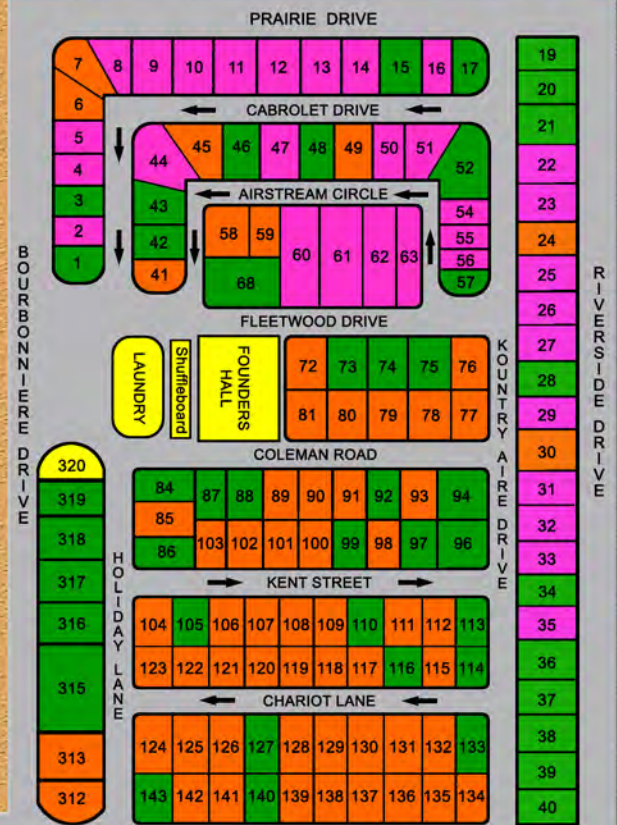 PRAIRIE DRIVE
7 8 9 10 11 12 13 14 15 16 17
6
5
4
3
2
1
CABROLET DRIVE
44 45 46 47 48 49 50 51 52
43
42
41
AIRSTREAM CIRCLE
58 59 60 61 62 63
68
54
55
56
57
FLEETWOOD DRIVE
LAUNDRY
Shuffleboard
FOUNDERS
HALL
72 73 74 75 76
81 80 79 78 77
COLEMAN ROAD
84 87 88 89 90 91 92 93 94
85
86 103 102 101 100 99 98 97 96
KENT STREET
104 105 106 107 108 109 110 111 112 113
123 122 121 120 119 118 117 116 115 114
CHARIOT LANE
124 125 126 127 128 129 130 131 132 133
143 142 141 140 139 138 137 136 135 134
BOURBONNIERE DRIVE
320
319
318
317
316
315
313
312
HOLIDAY LANE
KOUNTRY AIRE DRIVE
19
20
21
22
23
24
25
26
27
28
29
30
31
32
33
34
35
36
37
38
39
40
RIVERSIDE DRIVE